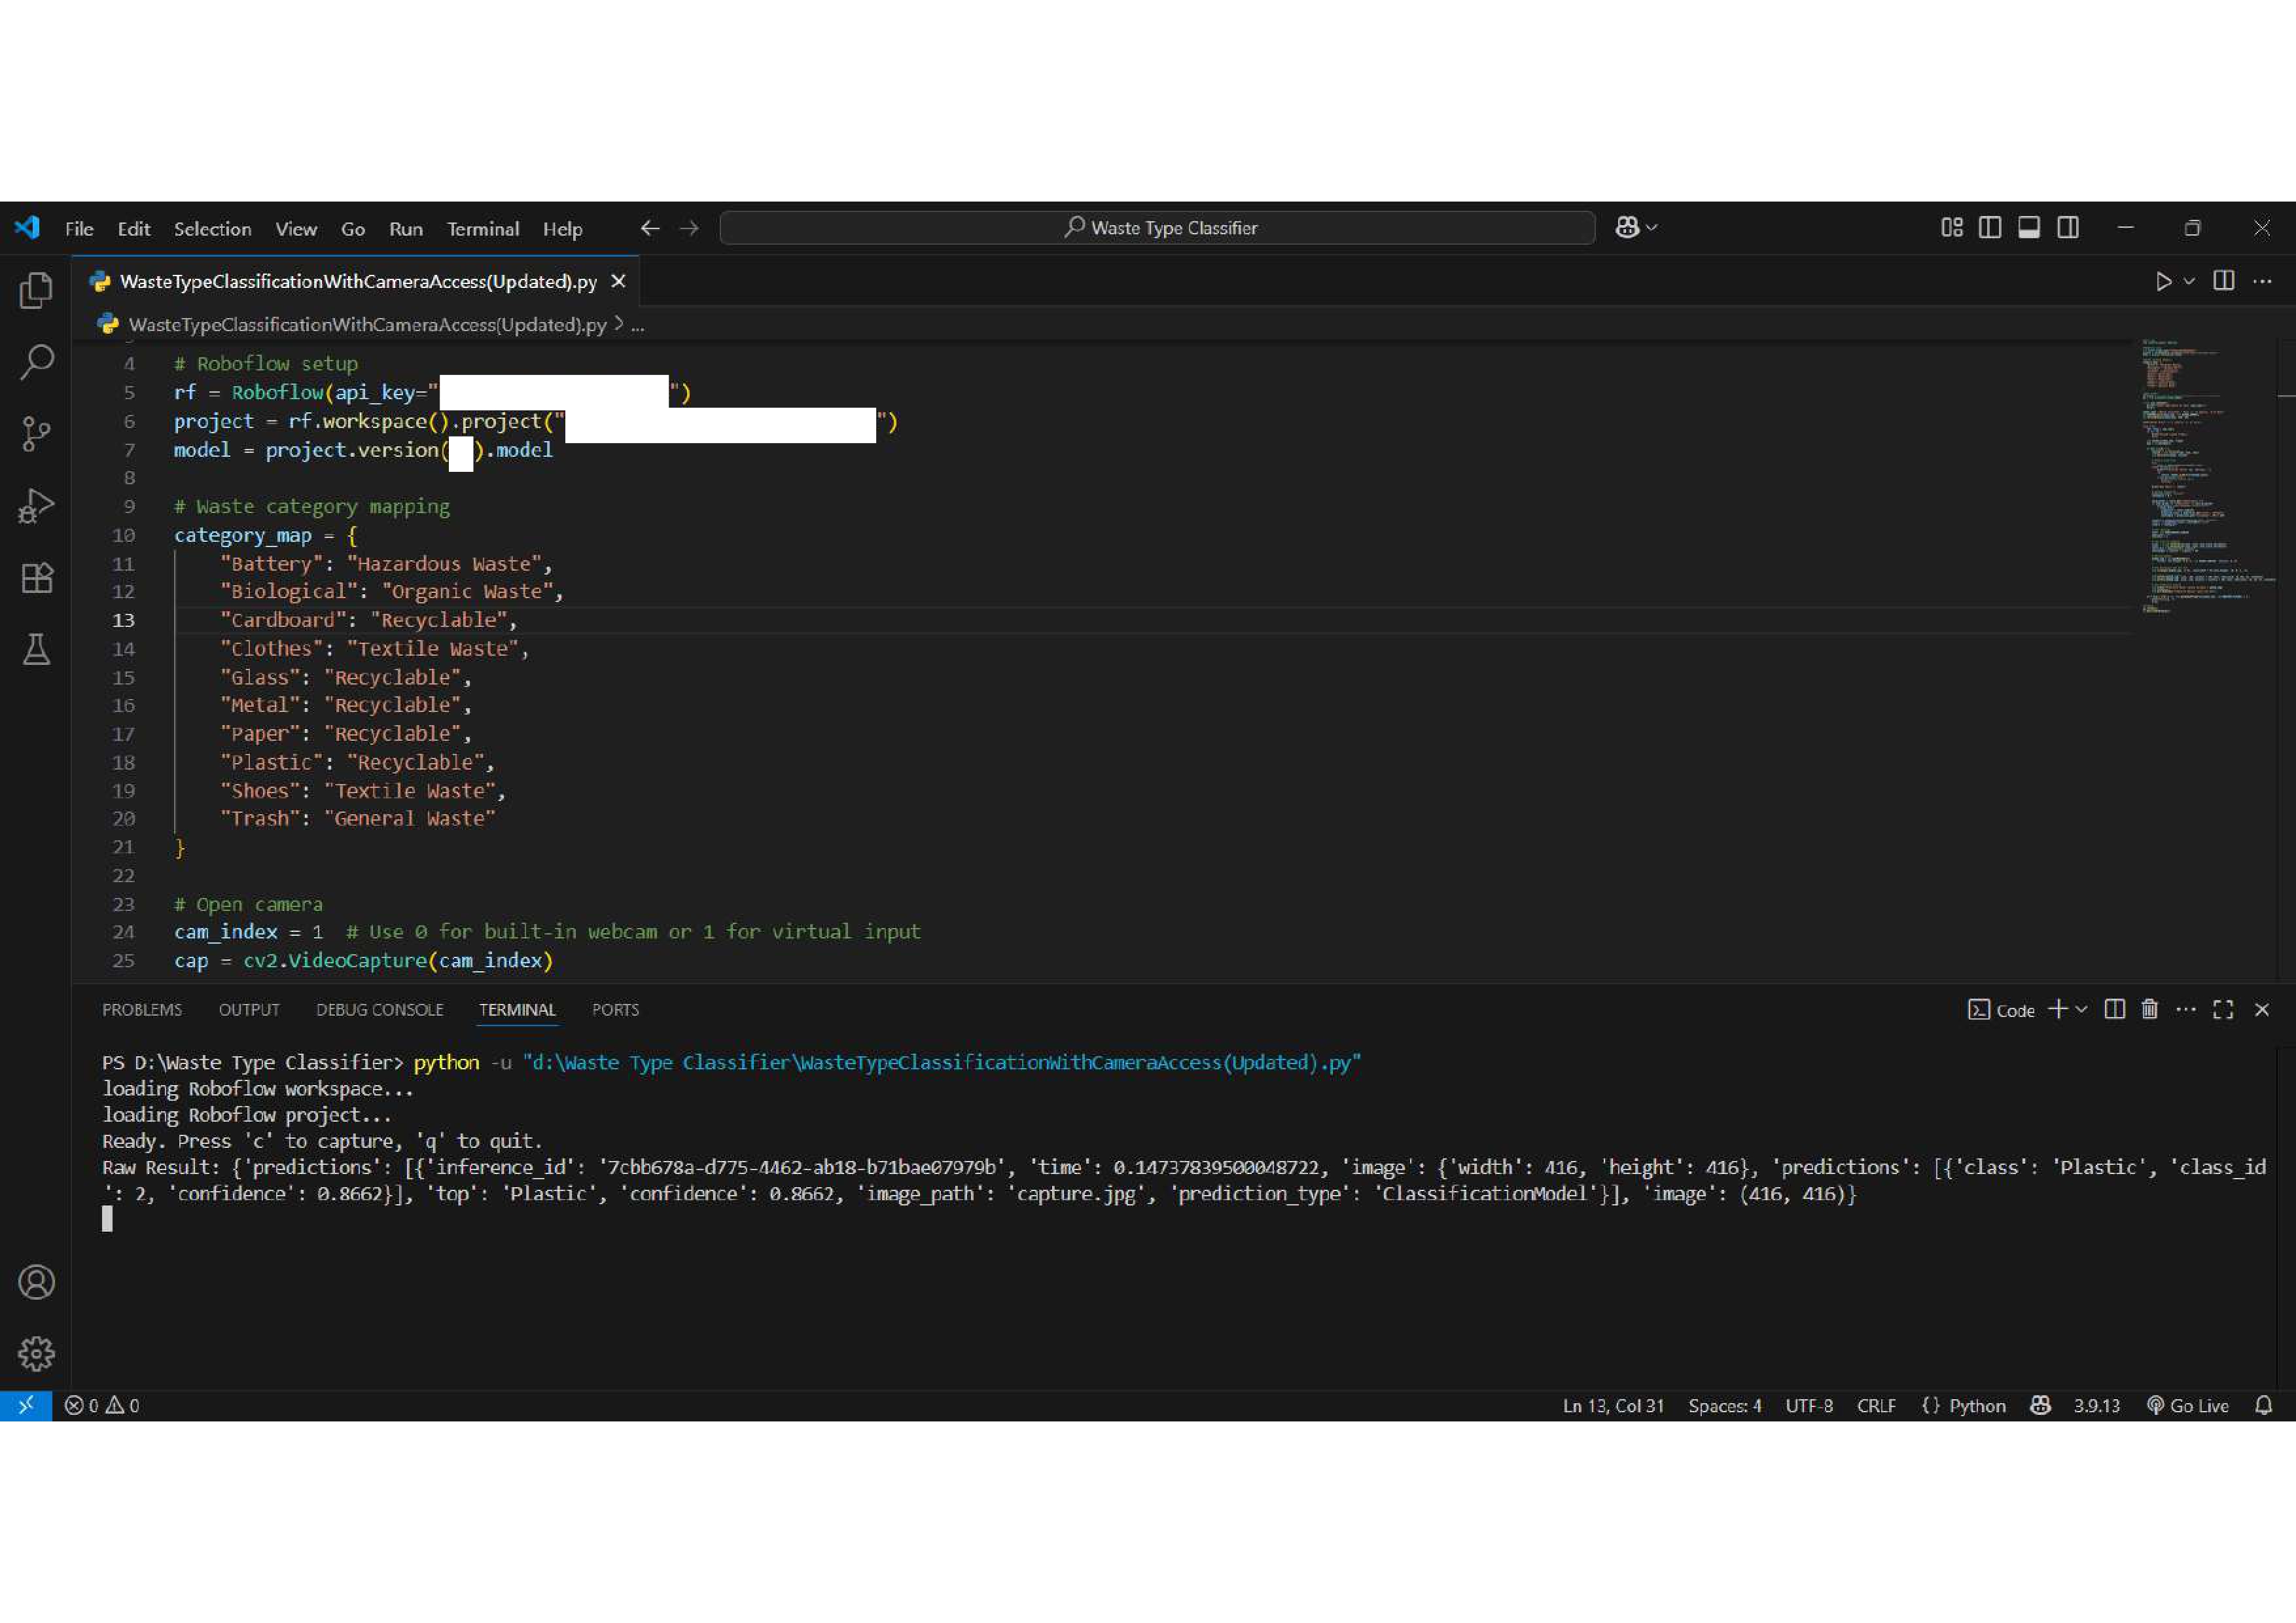 File Edit Selection View Go Run Terminal Help Waste Type Classifier
WasteTypeClassificationWithCameraAccess(Updated).py
WasteTypeClassificationWithCameraAccess(Updated).py > ...
4 # Roboflow setup
5 rf = Roboflow(api_key="")
6 project = rf.workspace().project("")
7 model = project.version().model
8
9 # Waste category mapping
10 category_map = {
11 "Battery": "Hazardous Waste",
12 "Biological": "Organic Waste",
13 "Cardboard": "Recyclable",
14 "Clothes": "Textile Waste",
15 "Glass": "Recyclable",
16 "Metal": "Recyclable",
17 "Paper": "Recyclable",
18 "Plastic": "Recyclable",
19 "Shoes": "Textile Waste",
20 "Trash": "General Waste"
21 }
22
23 # Open camera
24 cam_index = 1 # Use 0 for built-in webcam or 1 for virtual input
25 cap = cv2.VideoCapture(cam_index)
PROBLEMS OUTPUT DEBUG CONSOLE TERMINAL PORTS Code
PS D:\Waste Type Classifier> python -u "d:\Waste Type Classifier\WasteTypeClassificationWithCameraAccess(Updated).py"
loading Roboflow workspace...
loading Roboflow project...
Ready. Press 'c' to capture, 'q' to quit.
Raw Result: {'predictions': [{'inference_id': '7cbb678a-d775-4462-ab18-b71bae07979b', 'time': 0.14737839500048722, 'image': {'width': 416, 'height': 416}, 'predictions': [{'class': 'Plastic', 'class_id
': 2, 'confidence': 0.8662}], 'top': 'Plastic', 'confidence': 0.8662, 'image_path': 'capture.jpg', 'prediction_type': 'ClassificationModel'}], 'image': (416, 416)}
0 0 Ln 13, Col 31 Spaces: 4 UTF-8 CRLF {} Python 3.9.13 Go Live